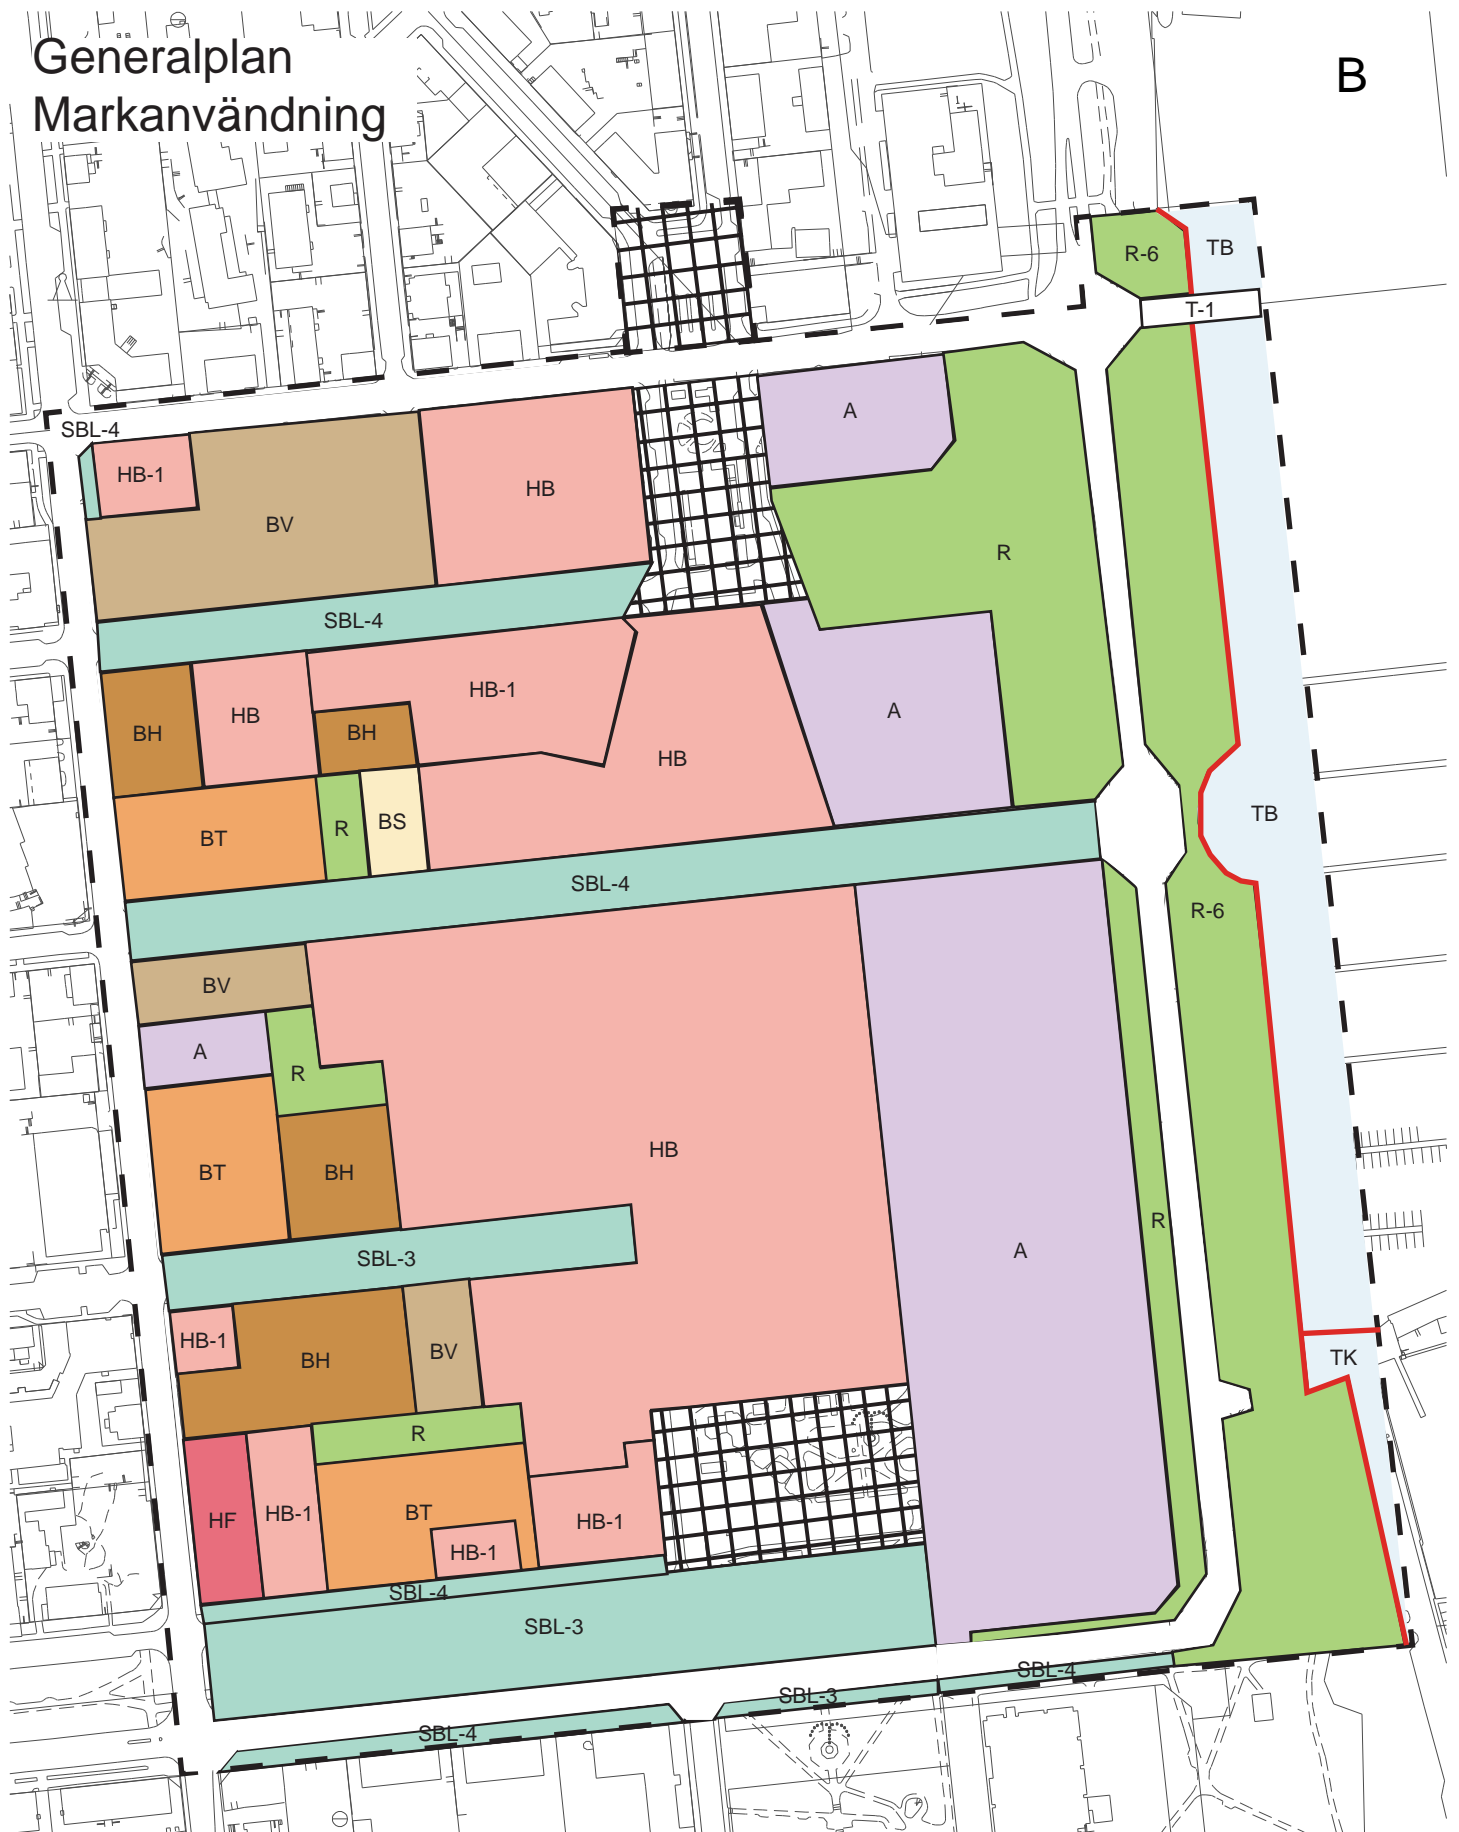 Generalplan
Markanvändning
B
R-6
TB
T-1
A
SBL-4
HB-1
HB
BV
R
SBL-4
HB-1
A
HB
BH
BH
HB
BS
R
BT
TB
SBL-4
R-6
BV
A
R
HB
BT
BH
R
A
SBL-3
HB-1
BV
BH
TK
R
HF
HB-1
BT
HB-1
HB-1
SBL-4
SBL-3
SBL-4
SBL-3
SBL-4